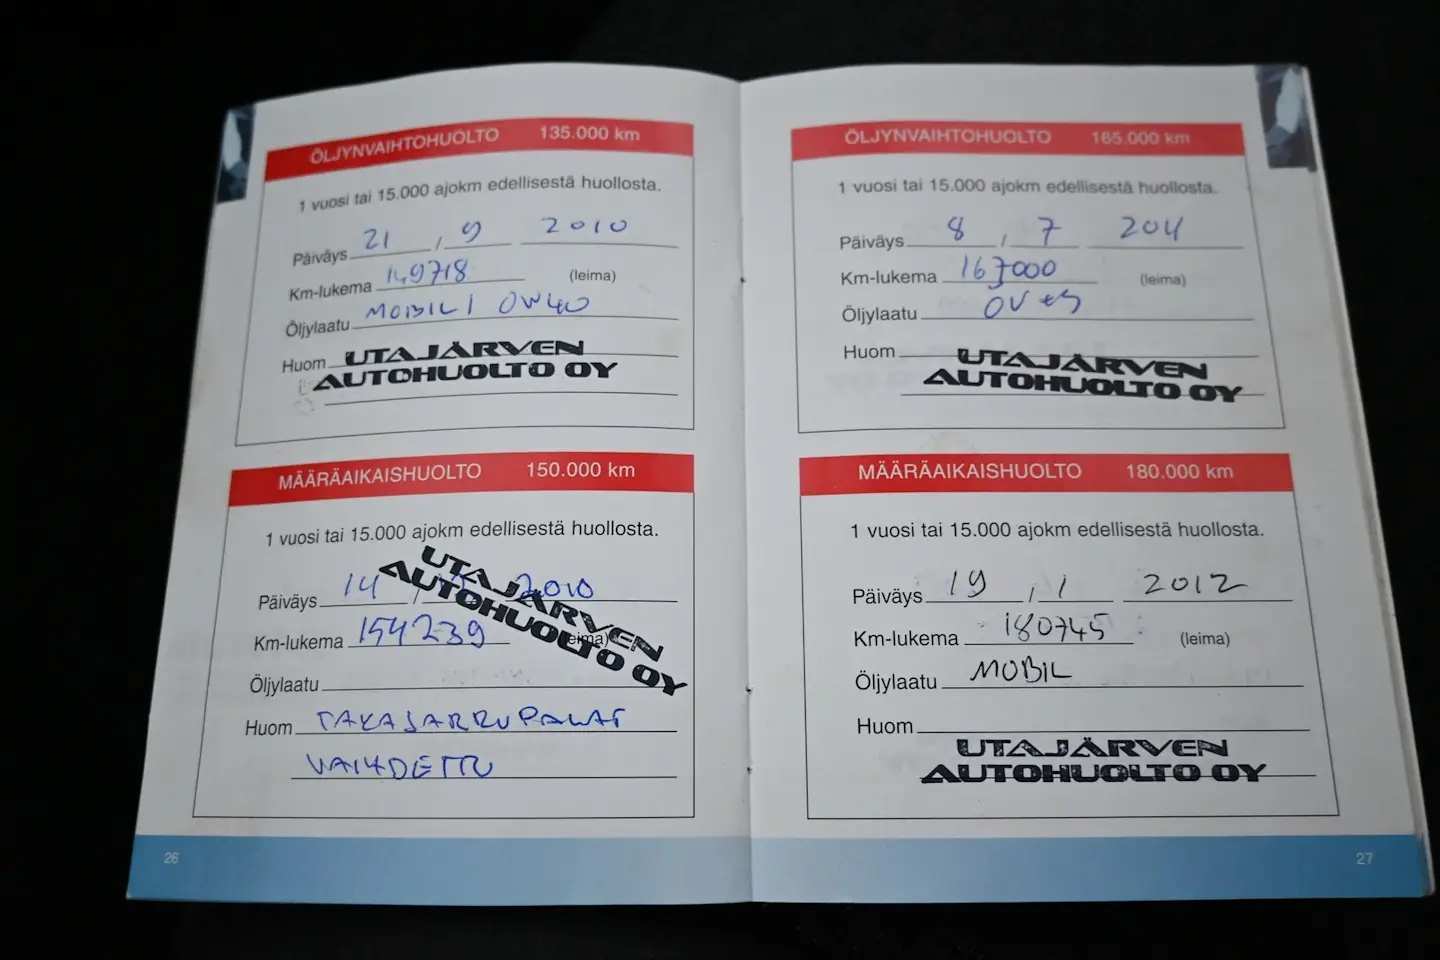 ÖLJYNVAIHTOHUOLTO 135.000 km
1 vuosi tai 15.000 ajokm edellisestä huollosta.
Päiväys 21 / 9 2010
Km-lukema 149718 (leima)
Öljylaatu MOBIL 1 0W40
Huom UTAJÄRVEN
AUTOHUOLTO OY
MÄÄRÄAIKAISHUOLTO 150.000 km
1 vuosi tai 15.000 ajokm edellisestä huollosta.
Päiväys 14 / 2010
Km-lukema 154239 (leima)
UTAJÄRVEN
AUTOHUOLTO OY
Öljylaatu
Huom TAKAJARRUPALAT
VAIHDETTU
26
ÖLJYNVAIHTOHUOLTO 165.000 km
1 vuosi tai 15.000 ajokm edellisestä huollosta.
Päiväys 8 / 7 2011
Km-lukema 167000 (leima)
Öljylaatu
Huom UTAJÄRVEN
AUTOHUOLTO OY
MÄÄRÄAIKAISHUOLTO 180.000 km
1 vuosi tai 15.000 ajokm edellisestä huollosta.
Päiväys 19 / 1 2012
Km-lukema 180745 (leima)
Öljylaatu MOBIL
Huom
UTAJÄRVEN
AUTOHUOLTO OY
27